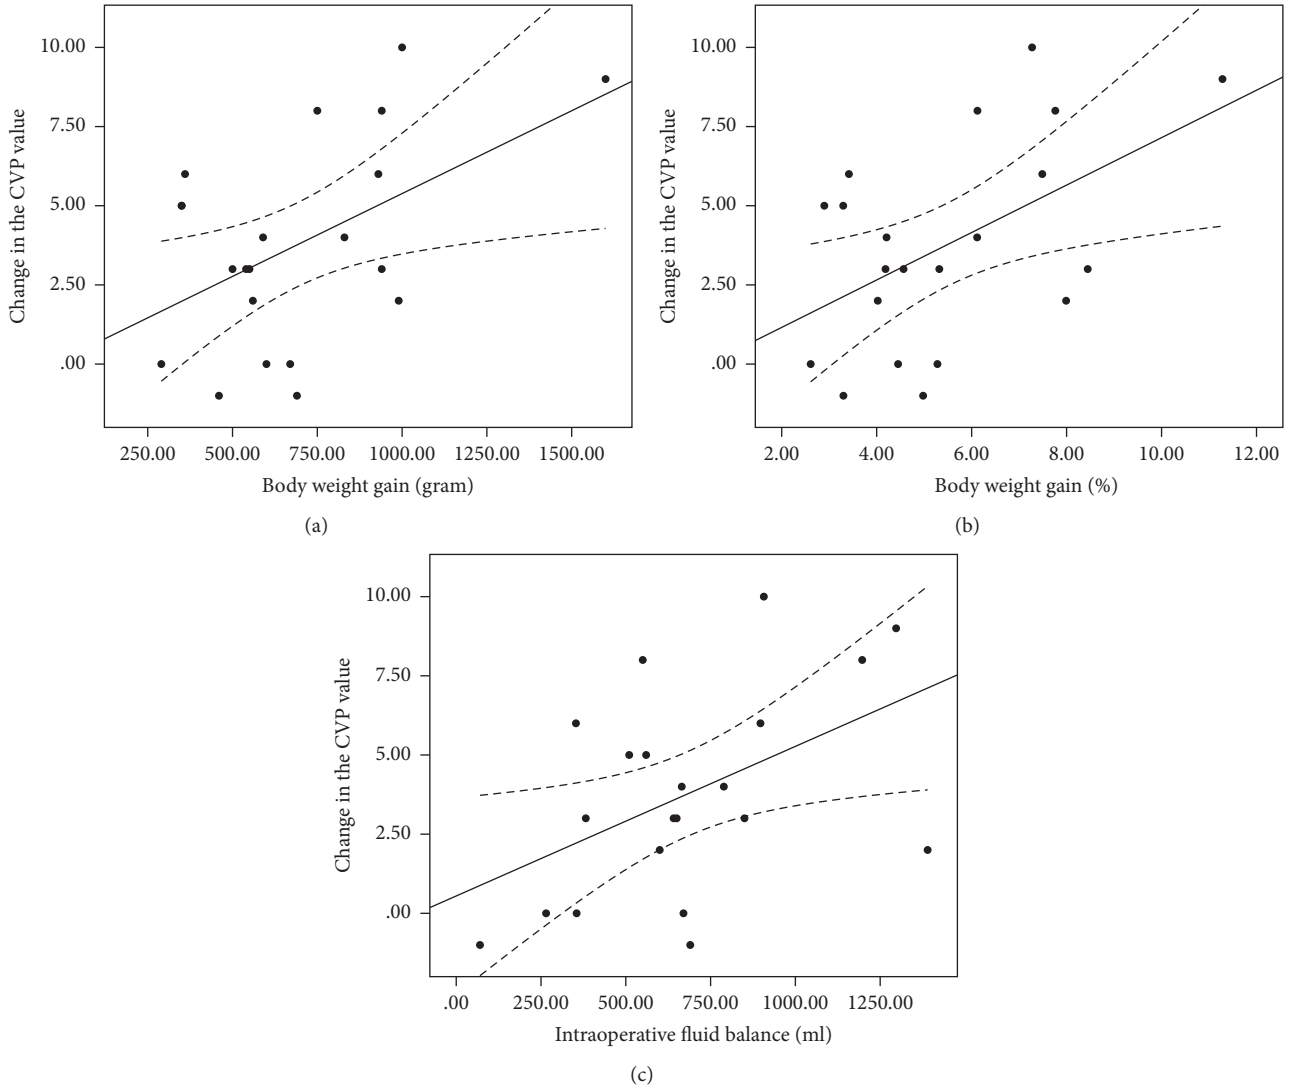 Change in the CVP value
10.00
7.50
5.00
2.50
.00
250.00 500.00 750.00 1000.00 1250.00 1500.00
Body weight gain (gram)
(a)
Change in the CVP value
10.00
7.50
5.00
2.50
.00
2.00 4.00 6.00 8.00 10.00 12.00
Body weight gain (%)
(b)
Change in the CVP value
10.00
7.50
5.00
2.50
.00
.00 250.00 500.00 750.00 1000.00 1250.00
Intraoperative fluid balance (ml)
(c)